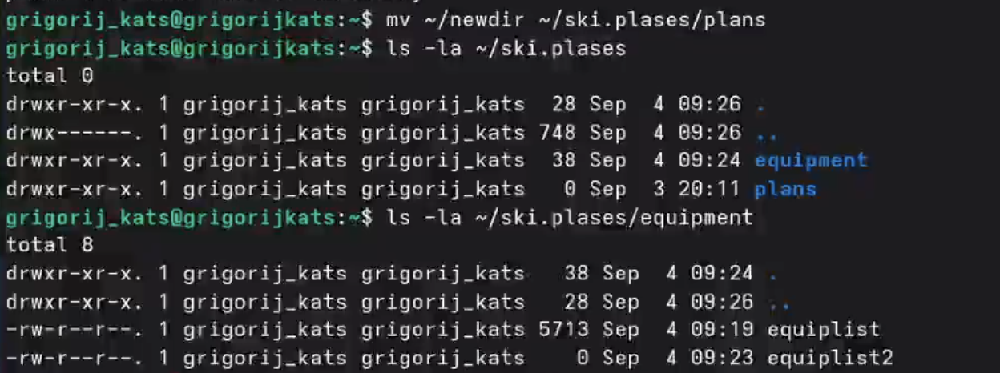 grigorij_kats@grigorijkats:~$ mv ~/newdir ~/ski.plases/plans
grigorij_kats@grigorijkats:~$ ls -la ~/ski.plases
total 0
drwxr-xr-x. 1 grigorij_kats grigorij_kats  28 Sep  4 09:26 .
drwx------. 1 grigorij_kats grigorij_kats 748 Sep  4 09:26 ..
drwxr-xr-x. 1 grigorij_kats grigorij_kats  38 Sep  4 09:24 equipment
drwxr-xr-x. 1 grigorij_kats grigorij_kats   0 Sep  3 20:11 plans
grigorij_kats@grigorijkats:~$ ls -la ~/ski.plases/equipment
total 8
drwxr-xr-x. 1 grigorij_kats grigorij_kats   38 Sep  4 09:24 .
drwxr-xr-x. 1 grigorij_kats grigorij_kats   28 Sep  4 09:26 ..
-rw-r--r--. 1 grigorij_kats grigorij_kats 5713 Sep  4 09:19 equiplist
-rw-r--r--. 1 grigorij_kats grigorij_kats    0 Sep  4 09:23 equiplist2